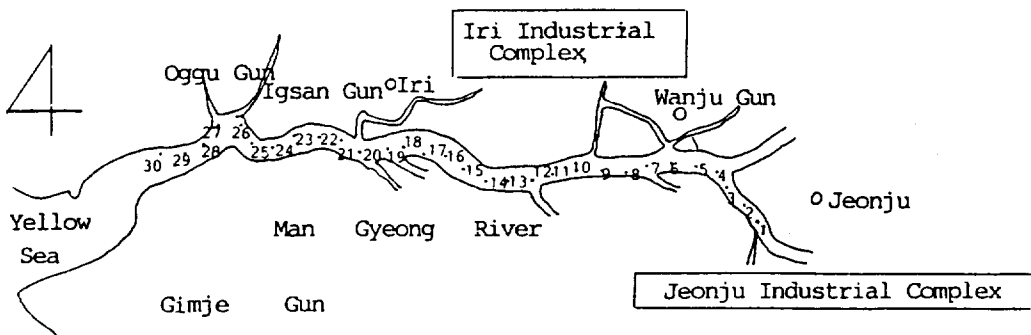 Iri Industrial
Complex
Oggu Gun
Igsan Gun
Iri
Wanju Gun
27
26
30
29
28
25
24
23
22
21
20
19
18
17
16
15
14
13
12
11
10
9
8
7
6
5
4
3
2
1
Jeonju
Yellow
Sea
Man Gyeong River
Gimje Gun
Jeonju Industrial Complex